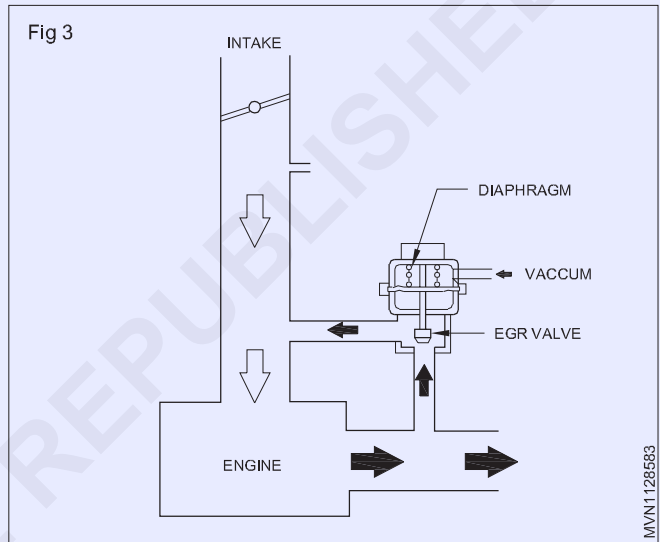 Fig 3
INTAKE
DIAPHRAGM
VACCUM
EGR VALVE
ENGINE
MVN1128583
REPUBLISHED